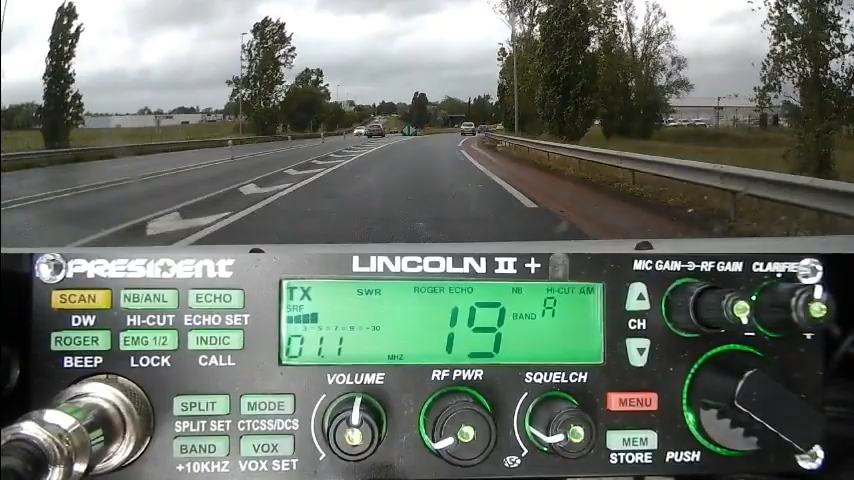 PRESIDENT LINCOLN II + MIC GAIN RF GAIN CLARIFIER
SCAN NB/ANL ECHO
DW HI-CUT ECHO SET
ROGER EMG 1/2 INDIC
BEEP LOCK CALL
TX SWR ROGER ECHO NB HI-CUT AM
SRF
19 BAND A
01.1 MHZ
CH
VOLUME RF PWR SQUELCH
SPLIT MODE
SPLIT SET CTCSS/DCS
BAND VOX
+10KHZ VOX SET
MENU
MEM
STORE PUSH